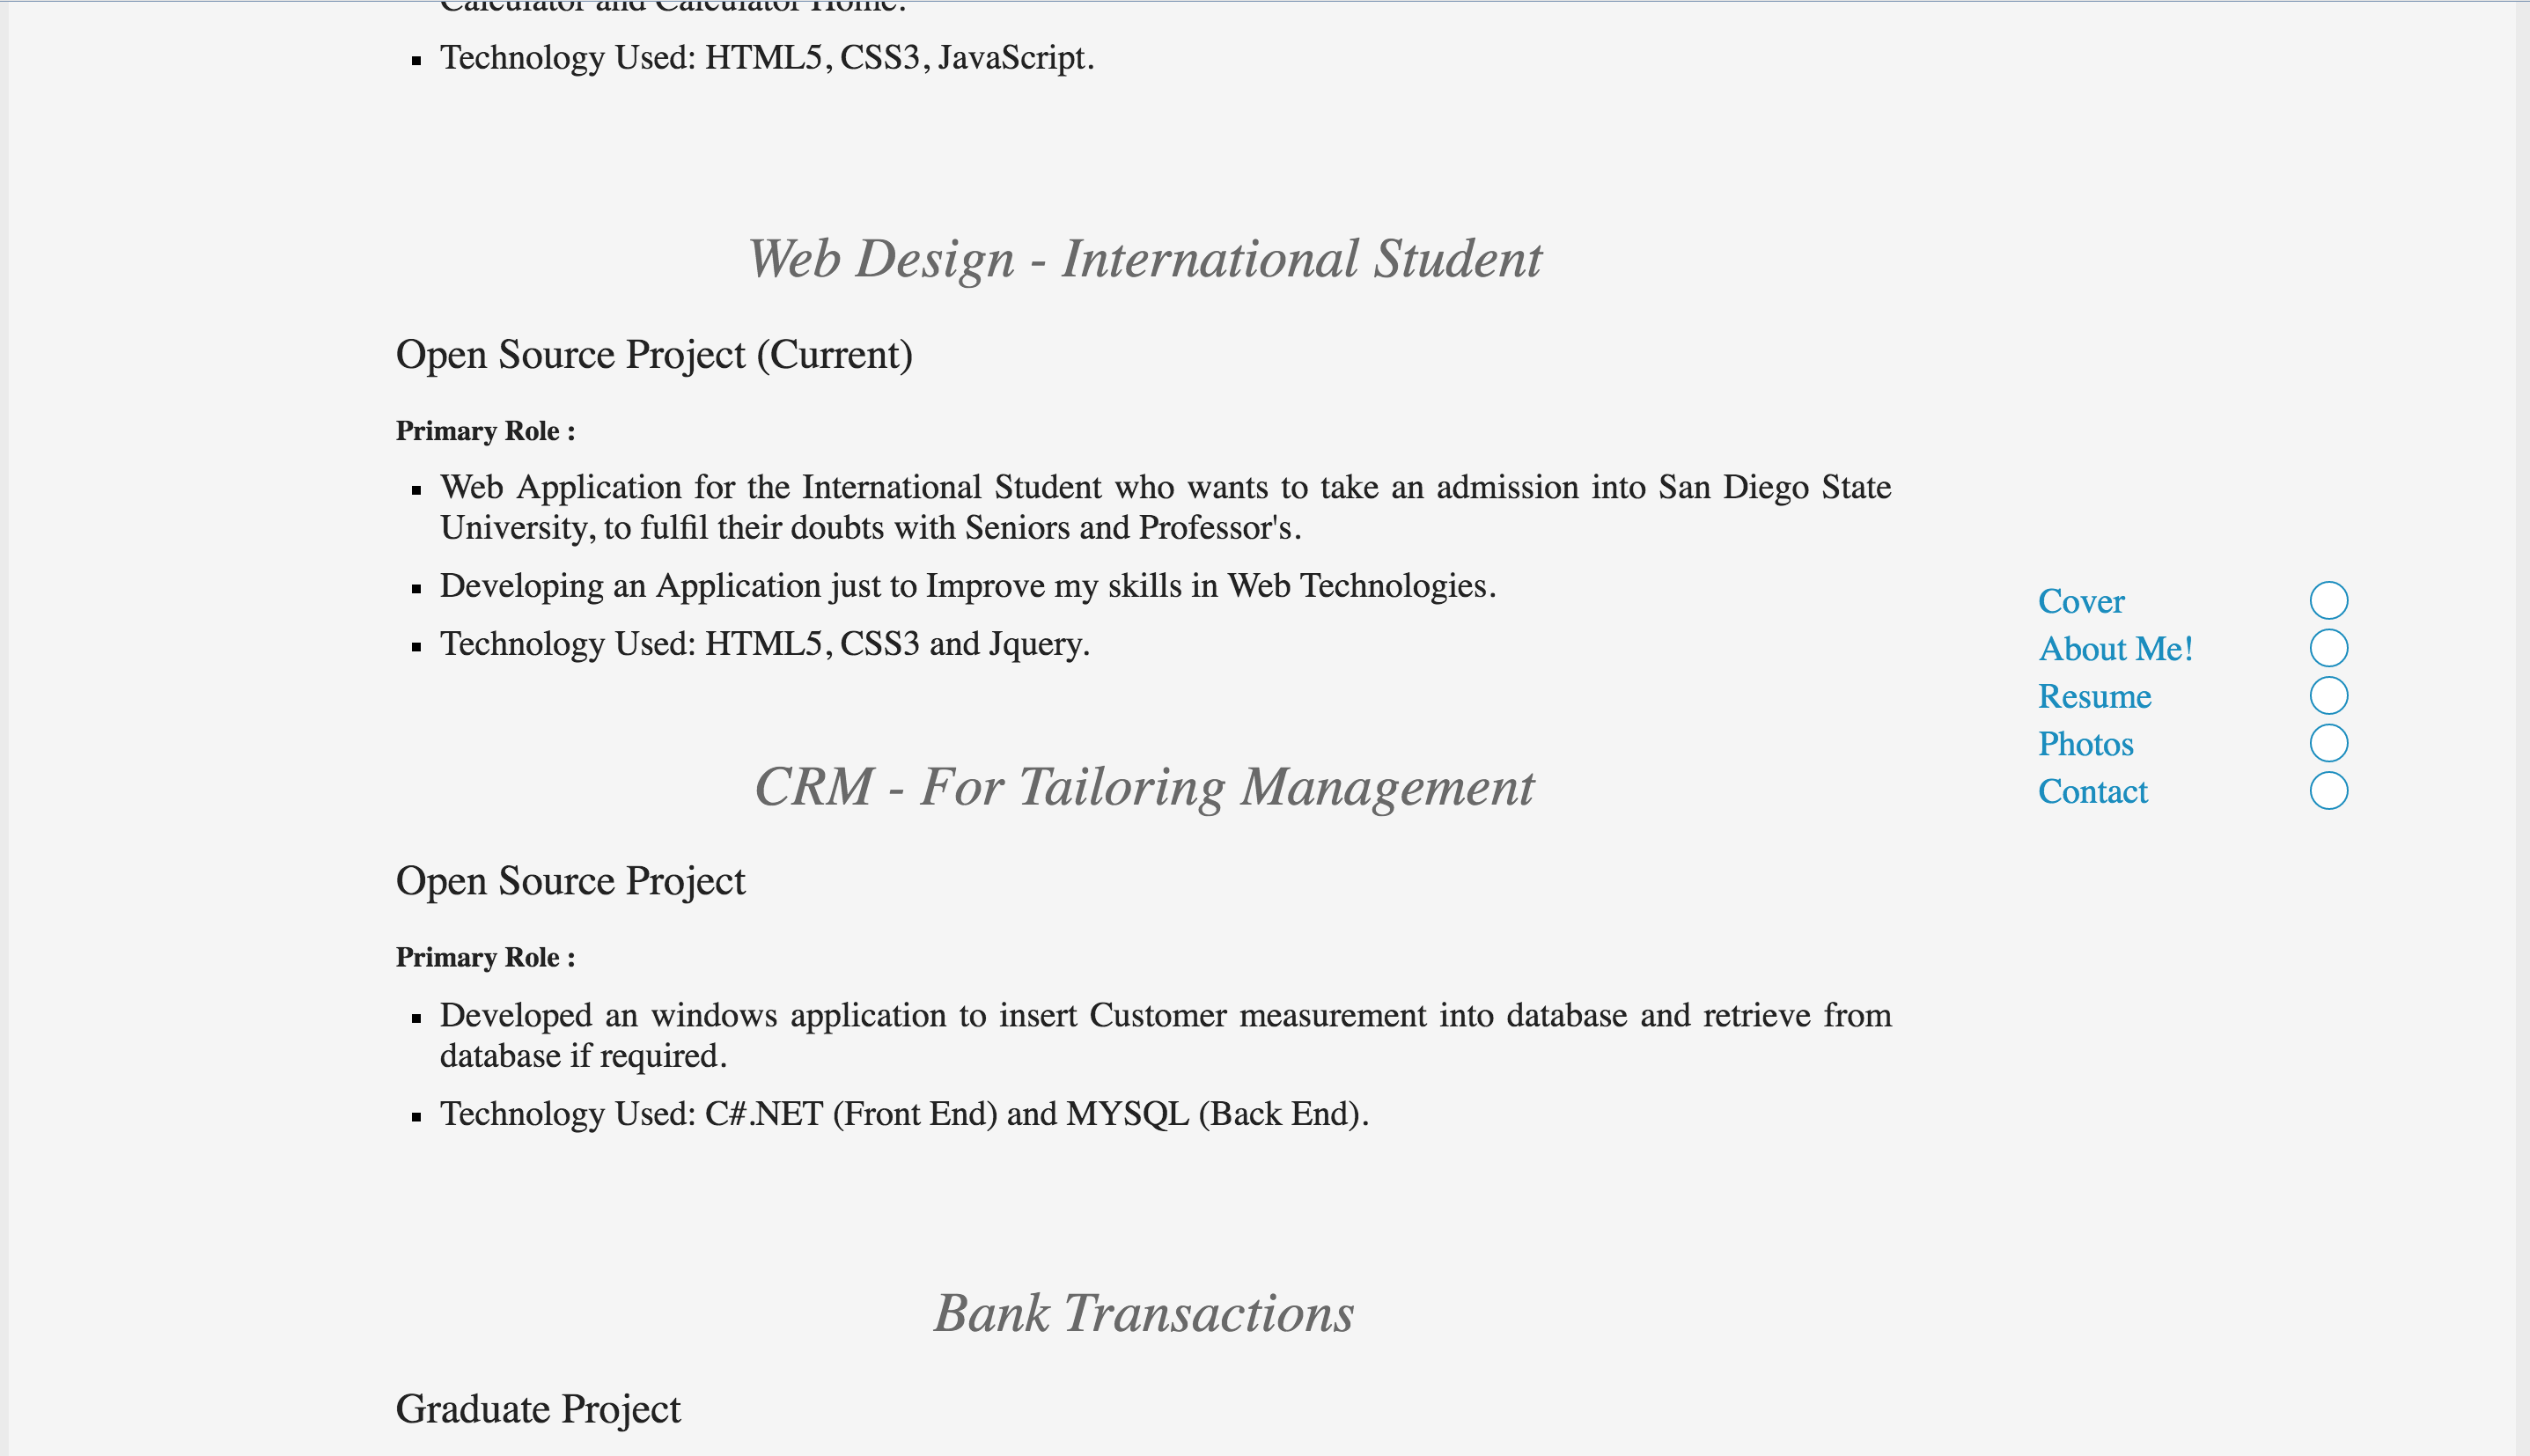 Calculator and Calculator Home.
Technology Used: HTML5, CSS3, JavaScript.
Web Design - International Student
Open Source Project (Current)
Primary Role :
Web Application for the International Student who wants to take an admission into San Diego State
University, to fulfil their doubts with Seniors and Professor's.
Developing an Application just to Improve my skills in Web Technologies.
Technology Used: HTML5, CSS3 and Jquery.
CRM - For Tailoring Management
Open Source Project
Primary Role :
Developed an windows application to insert Customer measurement into database and retrieve from
database if required.
Technology Used: C#.NET (Front End) and MYSQL (Back End).
Bank Transactions
Graduate Project
Cover
About Me!
Resume
Photos
Contact